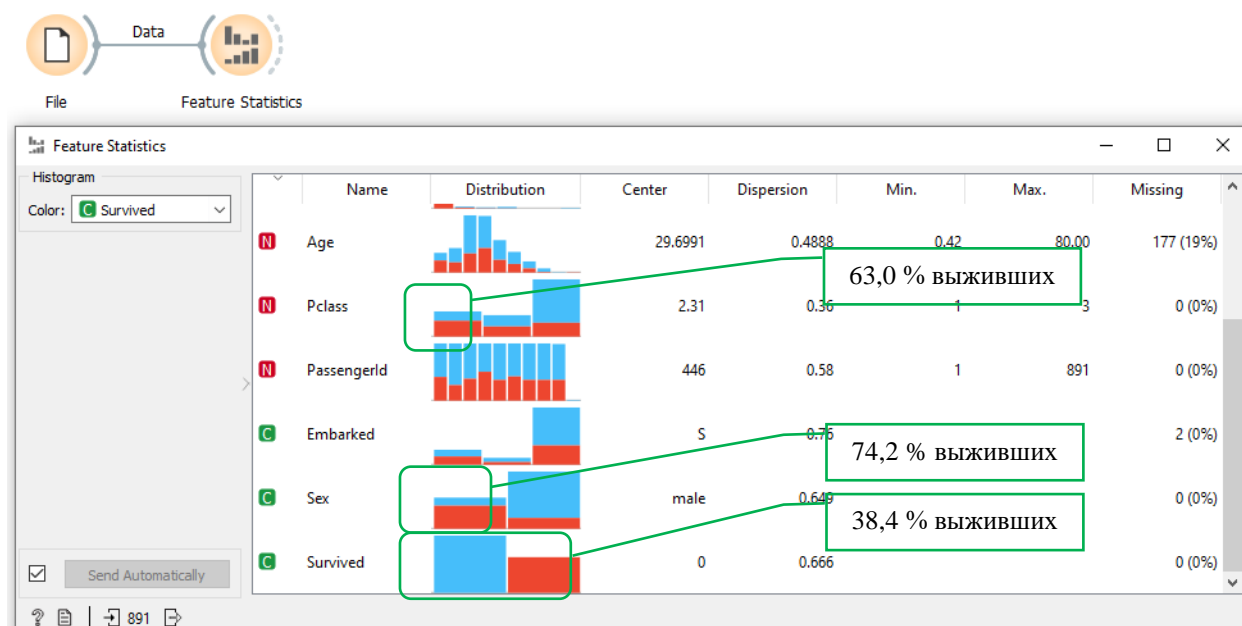 Data
File Feature Statistics
Feature Statistics
Histogram
Color: C Survived
Name Distribution Center Dispersion Min. Max. Missing
N Age 29.6991 0.4888 0.42 80.00 177 (19%)
63,0 % выживших
N Pclass 2.31 0.36 1 3 0 (0%)
N PassengerId 446 0.58 1 891 0 (0%)
C Embarked S 0.76 2 (0%)
74,2 % выживших
C Sex male 0.649 0 (0%)
38,4 % выживших
C Survived 0 0.666 0 (0%)
Send Automatically
? 891